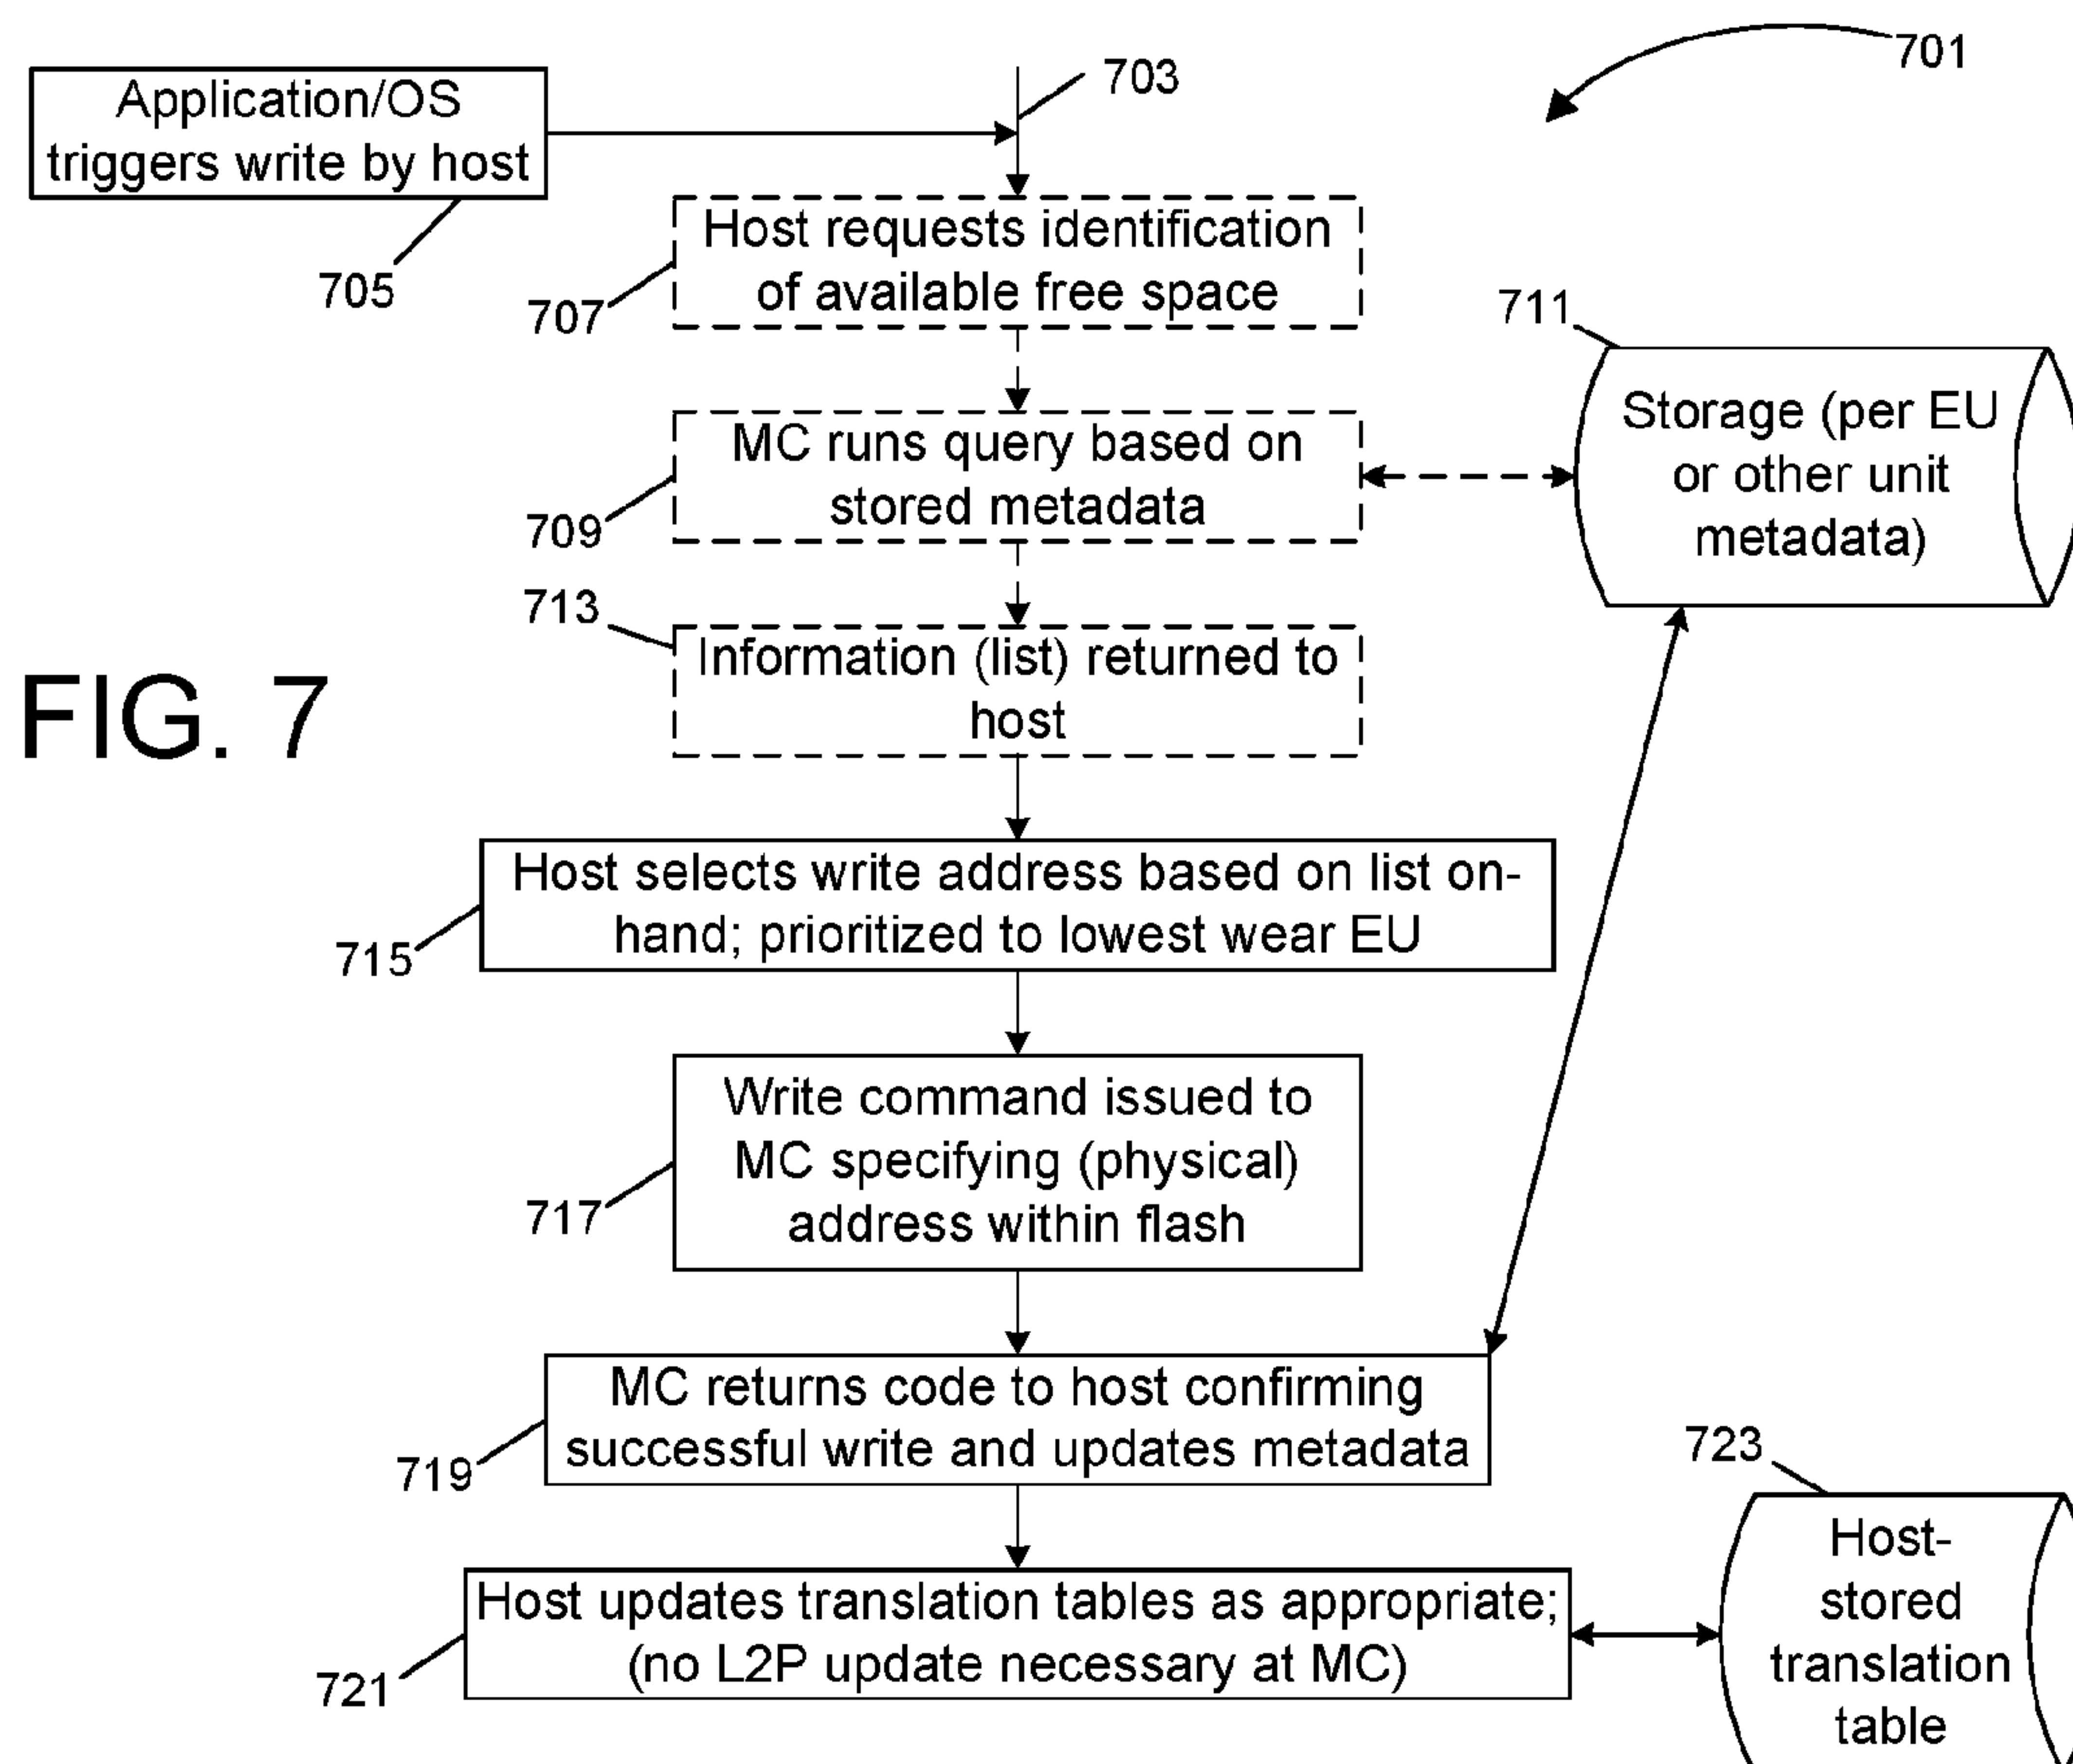 701
703
Application/OS
triggers write by host
705
Host requests identification
of available free space
707
711
Storage (per EU
or other unit
metadata)
MC runs query based on
stored metadata
709
713
Information (list) returned to
host
FIG. 7
Host selects write address based on list on-
hand; prioritized to lowest wear EU
715
Write command issued to
MC specifying (physical)
address within flash
717
MC returns code to host confirming
successful write and updates metadata
719
723
Host-
stored
translation
table
Host updates translation tables as appropriate;
(no L2P update necessary at MC)
721